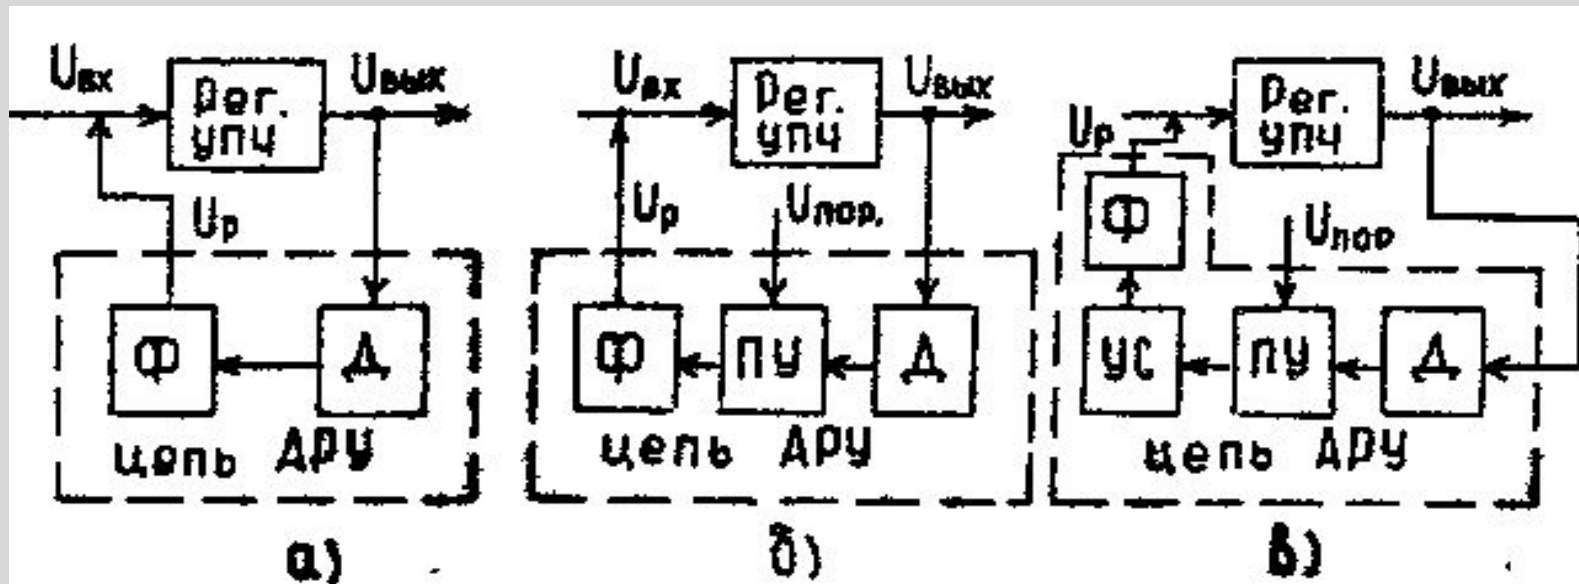 Uвх
Рег.
УПЧ
Uвых
Uр
Ф
Д
цепь АРУ
а)
Uвх
Рег.
УПЧ
Uвых
Uр
Uпор.
Ф
ПУ
Д
цепь АРУ
б)
Uр
Рег.
УПЧ
Uвых
Ф
Uпор
УС
ПУ
Д
цепь АРУ
в)